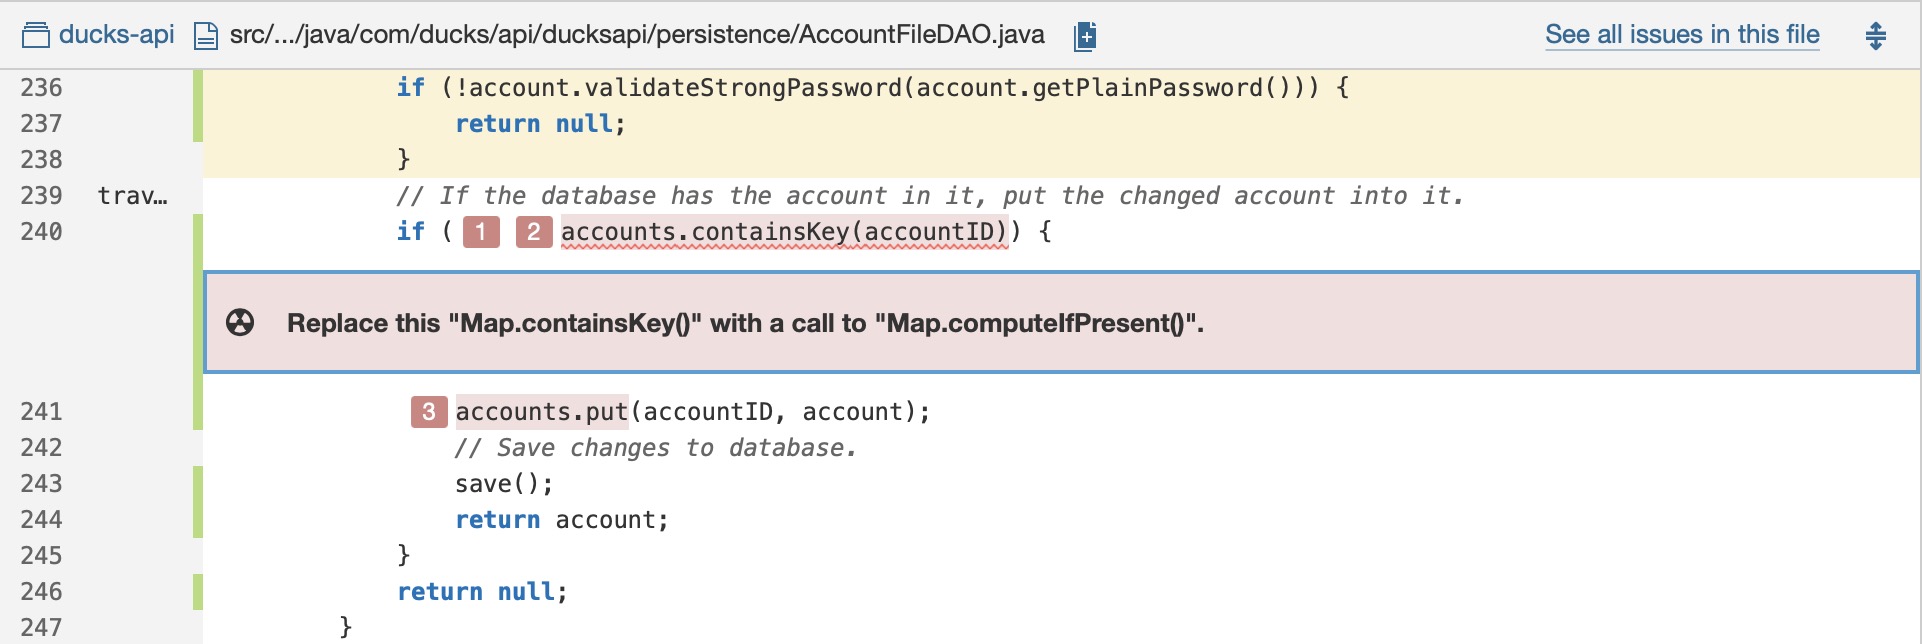 ducks-api src/.../java/com/ducks/api/ducksapi/persistence/AccountFileDAO.java See all issues in this file
236 if (!account.validateStrongPassword(account.getPlainPassword())) {
237 return null;
238 }
239 trav… // If the database has the account in it, put the changed account into it.
240 if ( 1 2 accounts.containsKey(accountID)) {
Replace this "Map.containsKey()" with a call to "Map.computeIfPresent()".
241 3 accounts.put(accountID, account);
242 // Save changes to database.
243 save();
244 return account;
245 }
246 return null;
247 }